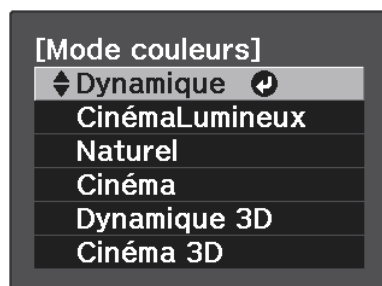 [Mode couleurs]
Dynamique
CinémaLumineux
Naturel
Cinéma
Dynamique 3D
Cinéma 3D